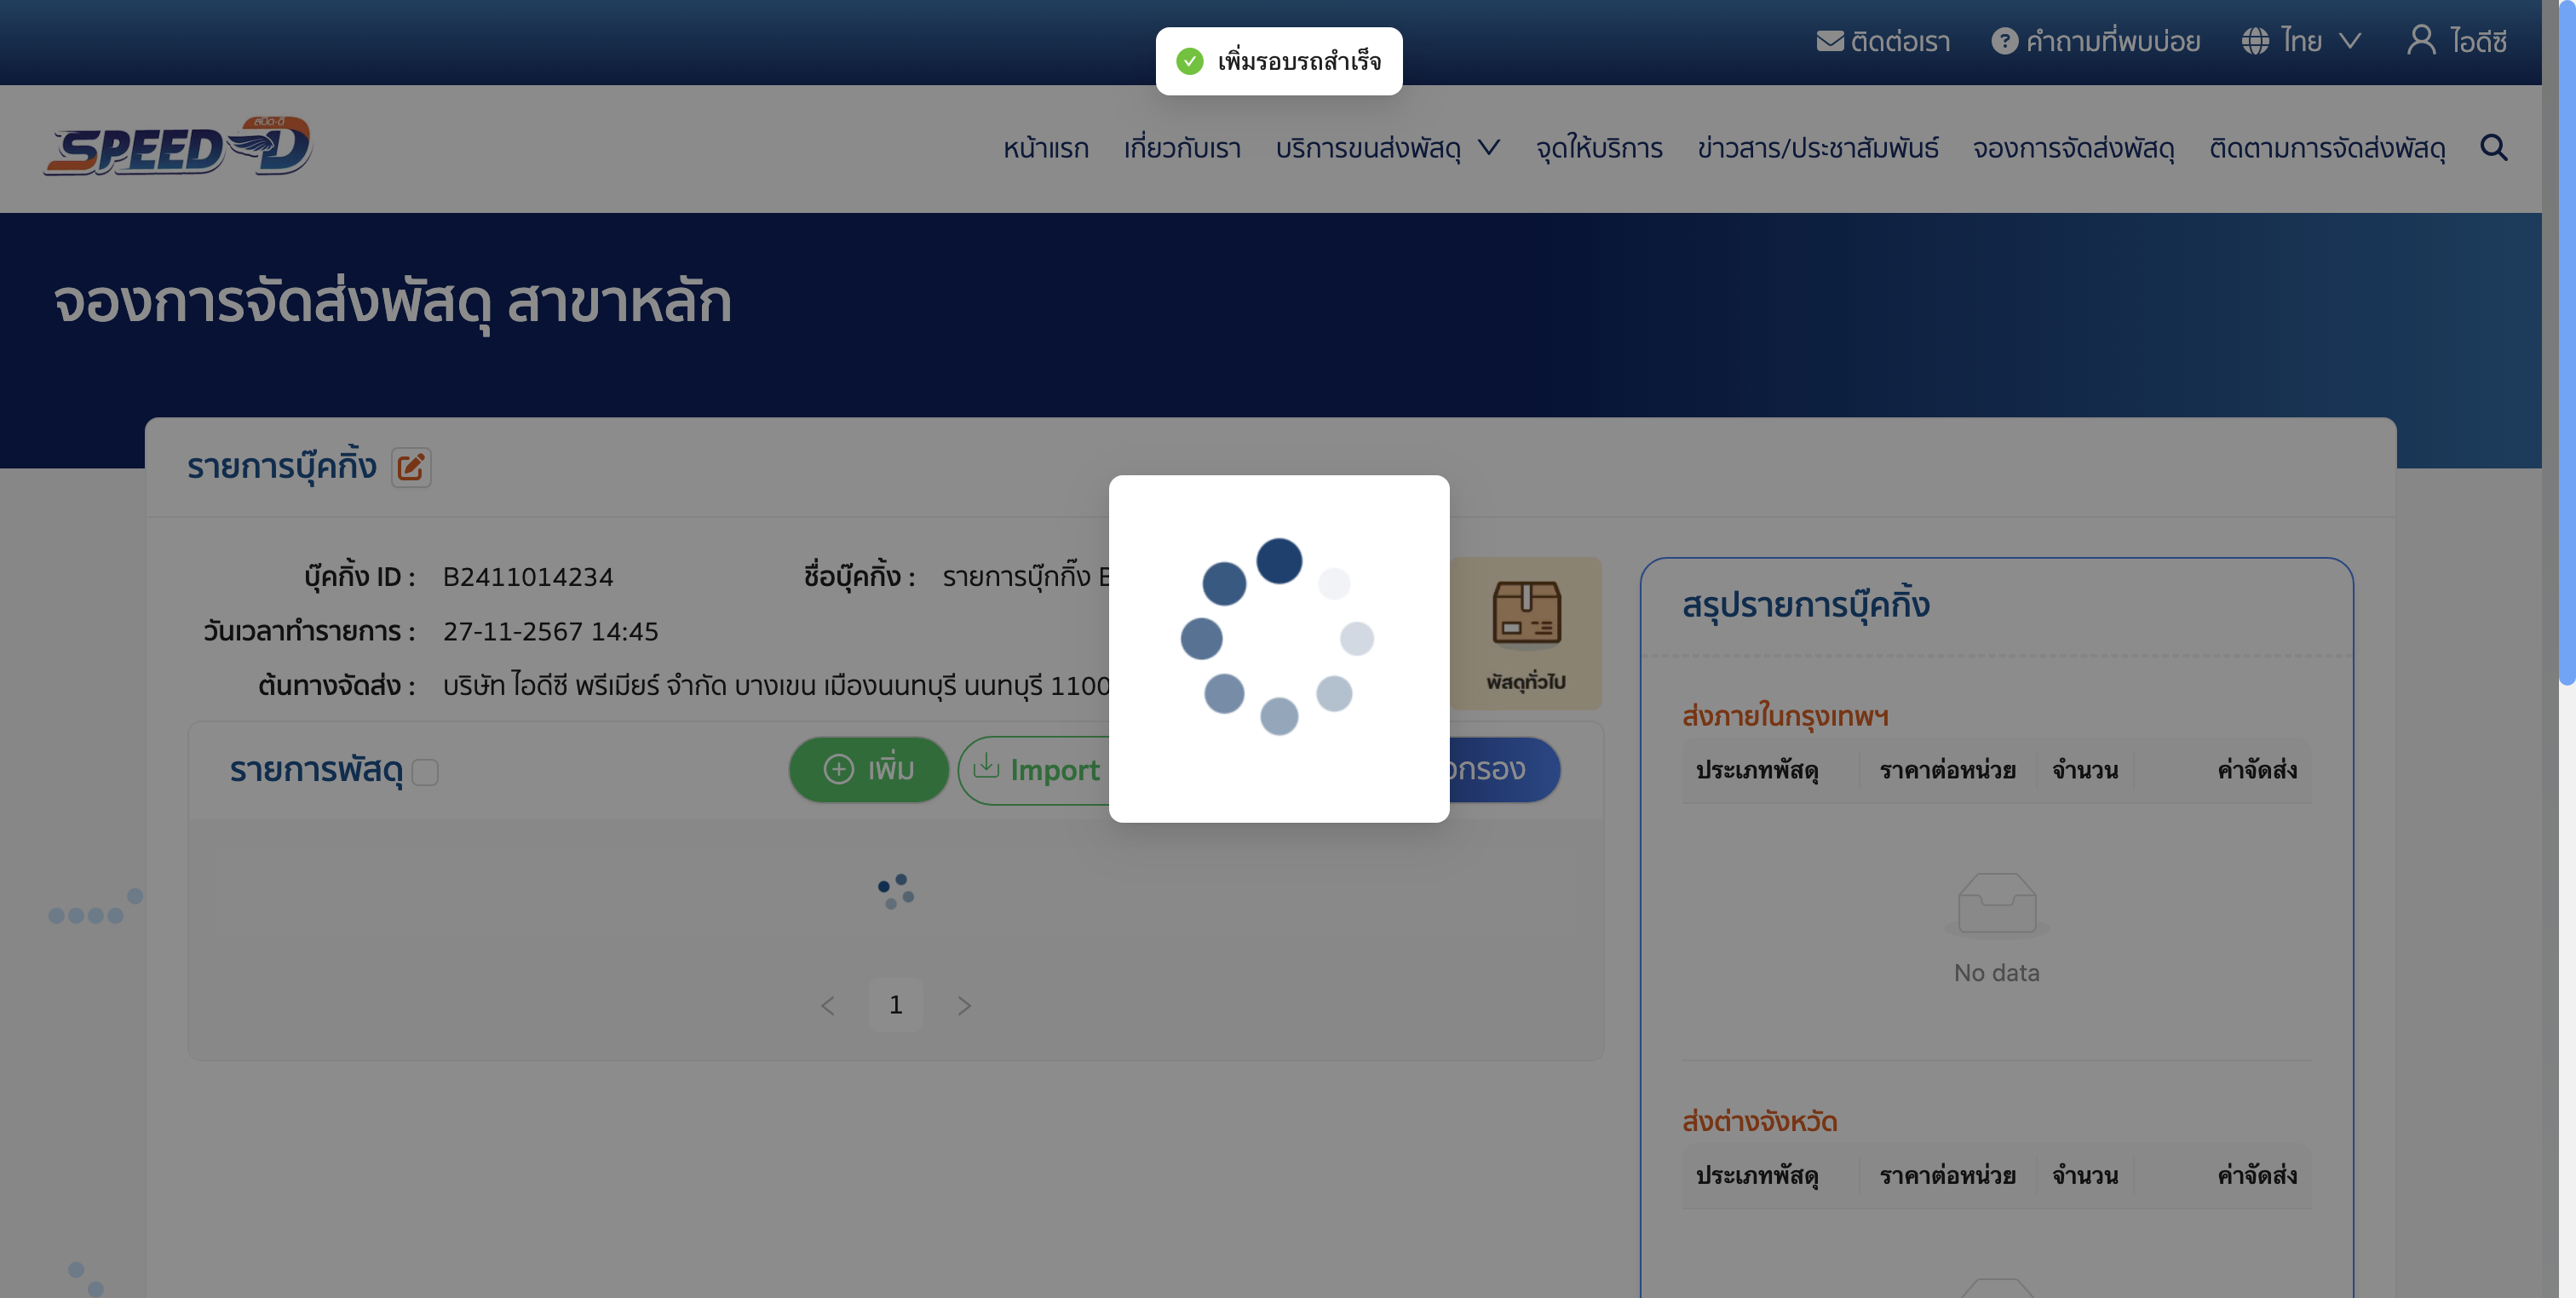 ติดต่อเรา คำถามที่พบบ่อย ไทย ไอดีซี
เพิ่มรอบรถสำเร็จ
สปีด-ดี
SPEED-D
หน้าแรก เกี่ยวกับเรา บริการขนส่งพัสดุ จุดให้บริการ ข่าวสาร/ประชาสัมพันธ์ จองการจัดส่งพัสดุ ติดตามการจัดส่งพัสดุ
จองการจัดส่งพัสดุ สาขาหลัก
รายการบุ๊คกิ้ง
บุ๊คกิ้ง ID : B2411014234 ชื่อบุ๊คกิ้ง : รายการบุ๊กกิ๊ง
วันเวลาทำรายการ : 27-11-2567 14:45
ต้นทางจัดส่ง : บริษัท ไอดีซี พรีเมียร์ จำกัด บางเขน เมืองนนทบุรี นนทบุรี 1100
พัสดุทั่วไป
รายการพัสดุ เพิ่ม Import
1
สรุปรายการบุ๊คกิ้ง
ส่งภายในกรุงเทพฯ
ประเภทพัสดุ ราคาต่อหน่วย จำนวน ค่าจัดส่ง
No data
ส่งต่างจังหวัด
ประเภทพัสดุ ราคาต่อหน่วย จำนวน ค่าจัดส่ง